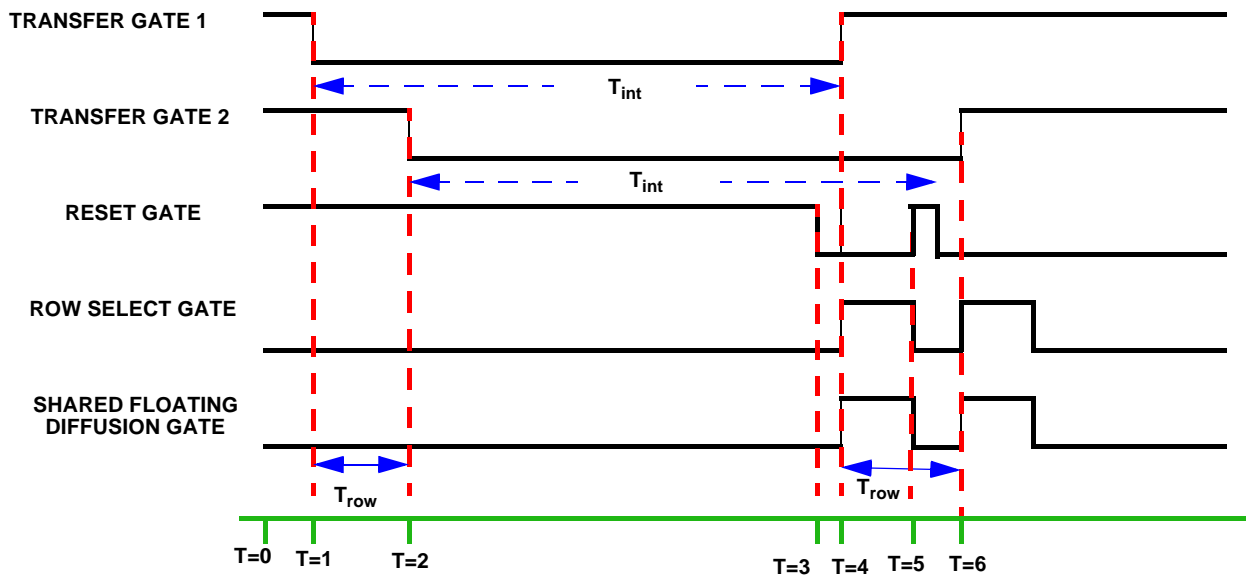 TRANSFER GATE 1
Tint
TRANSFER GATE 2
Tint
RESET GATE
ROW SELECT GATE
SHARED FLOATING
DIFFUSION GATE
Trow
Trow
T=0
T=1
T=2
T=3
T=4
T=5
T=6